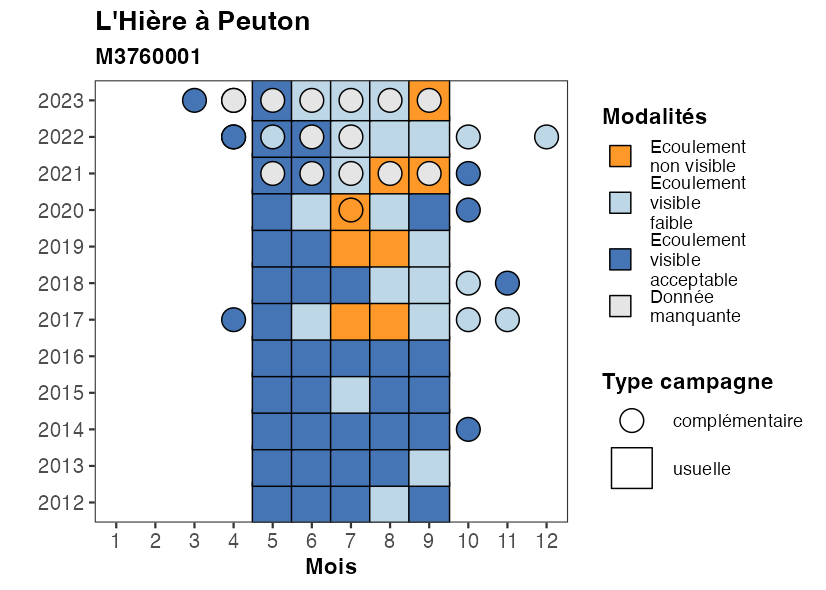 L'Hière à Peuton
M3760001
2023
2022
2021
2020
2019
2018
2017
2016
2015
2014
2013
2012
1 2 3 4 5 6 7 8 9 10 11 12
Mois
Modalités
Ecoulement
non visible
Ecoulement
visible
faible
Ecoulement
visible
acceptable
Donnée
manquante
Type campagne
complémentaire
usuelle